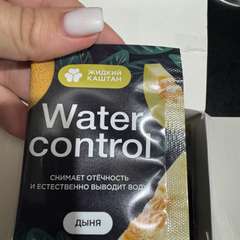 ЖИДКИЙ
КАШТАН
Water
control
СНИМАЕТ ОТЁЧНОСТЬ
И ЕСТЕСТВЕННО ВЫВОДИТ ВОДУ
ДЫНЯ